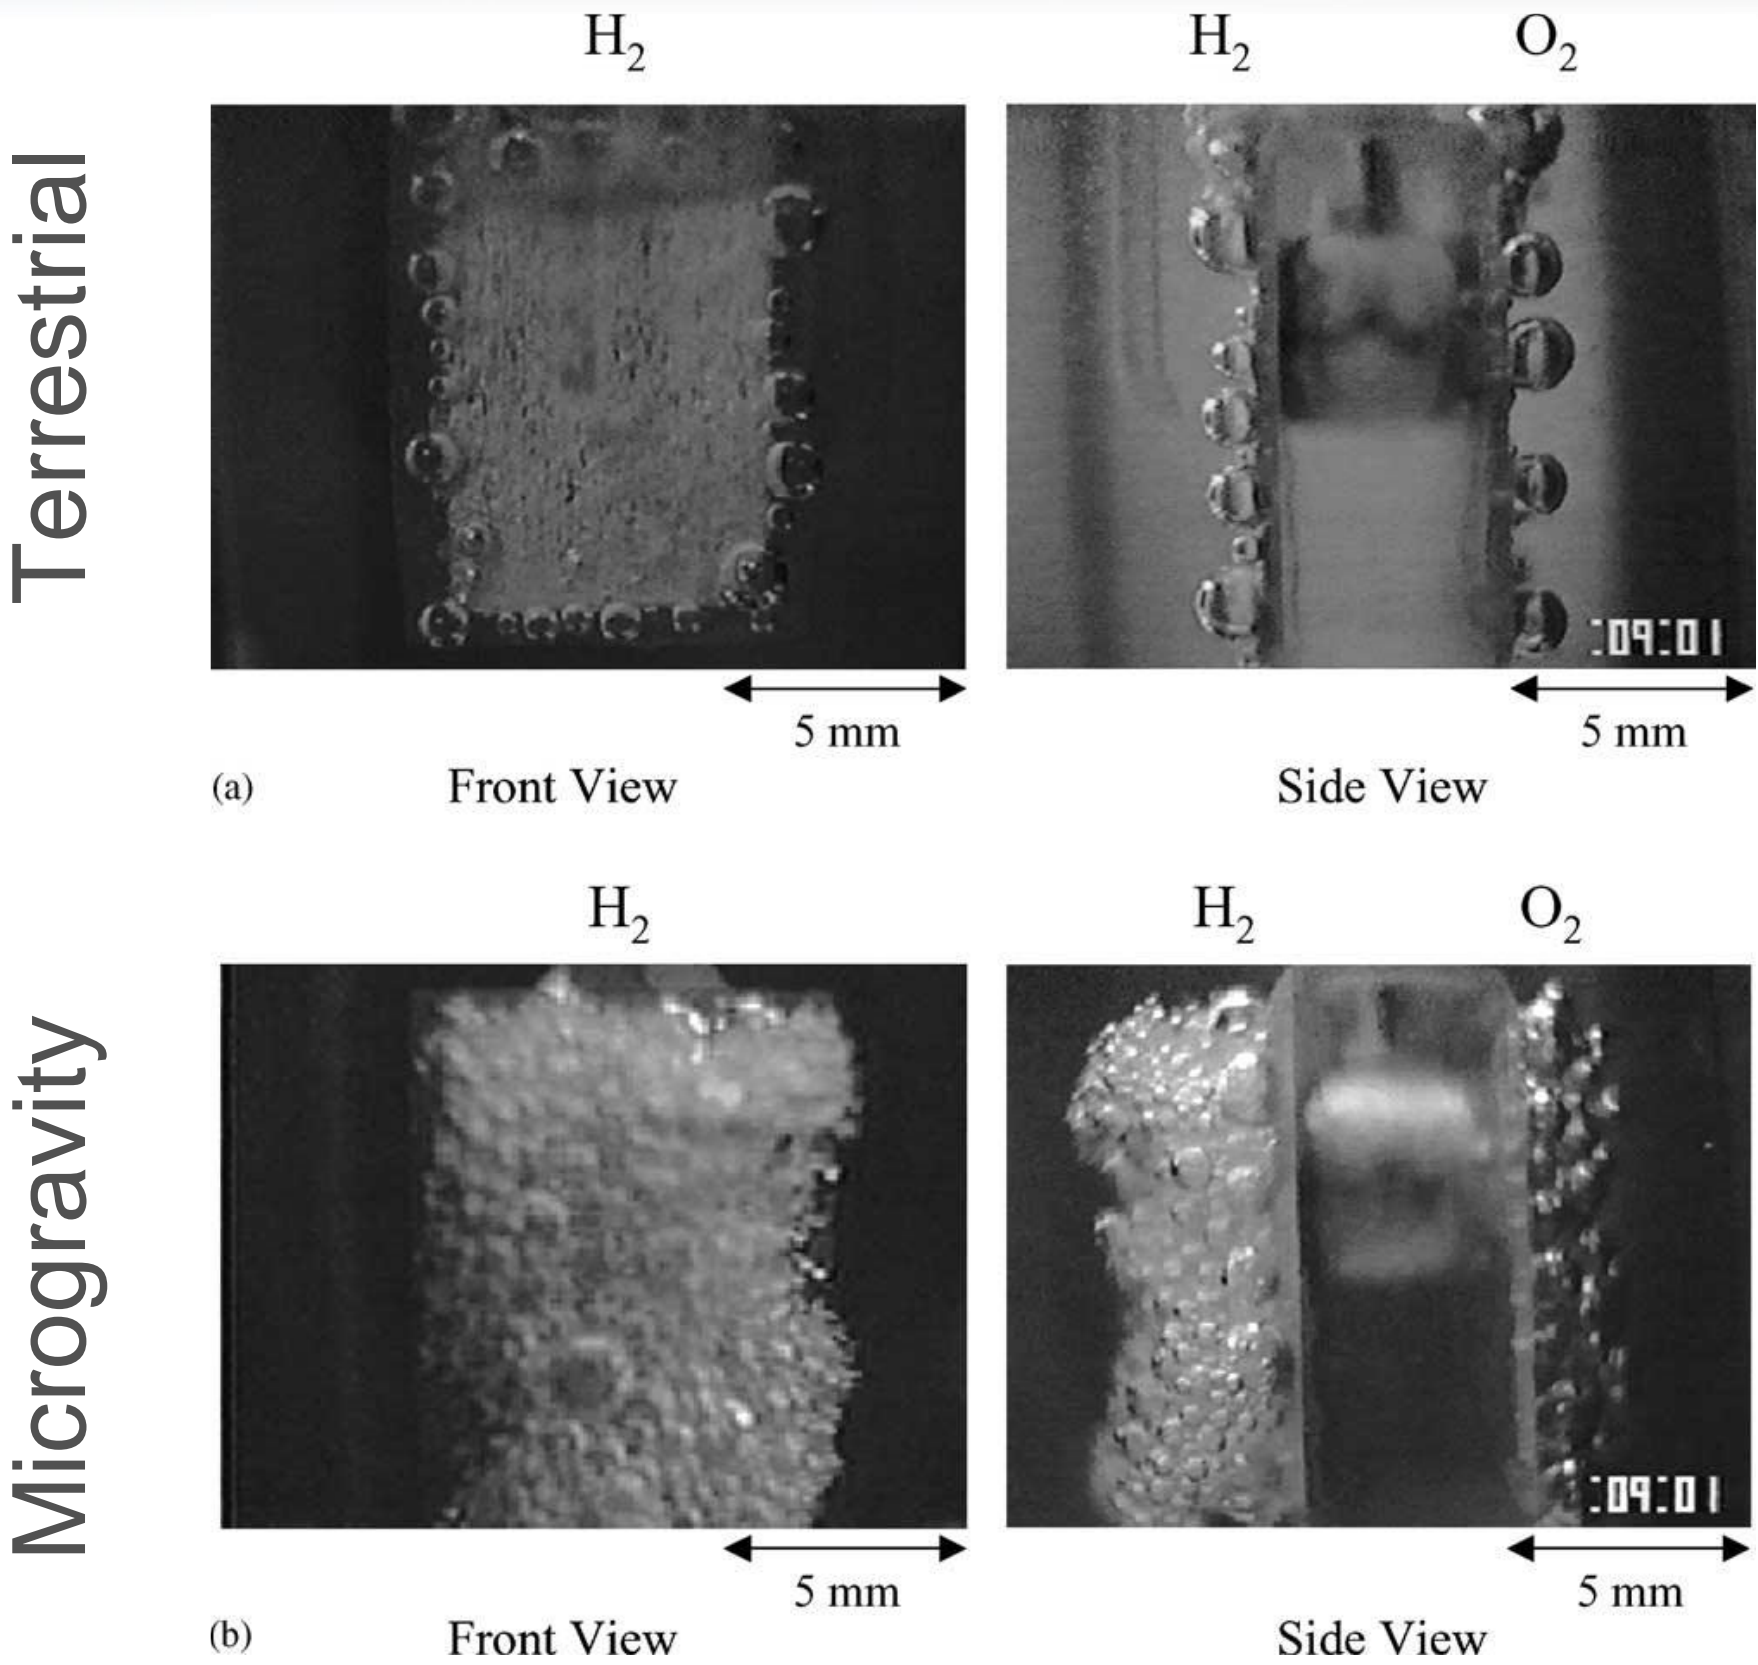 Terrestrial
H2
H2 O2
:09:01
5 mm
5 mm
(a) Front View
Side View
Microgravity
H2
H2 O2
:09:01
5 mm
5 mm
(b) Front View
Side View